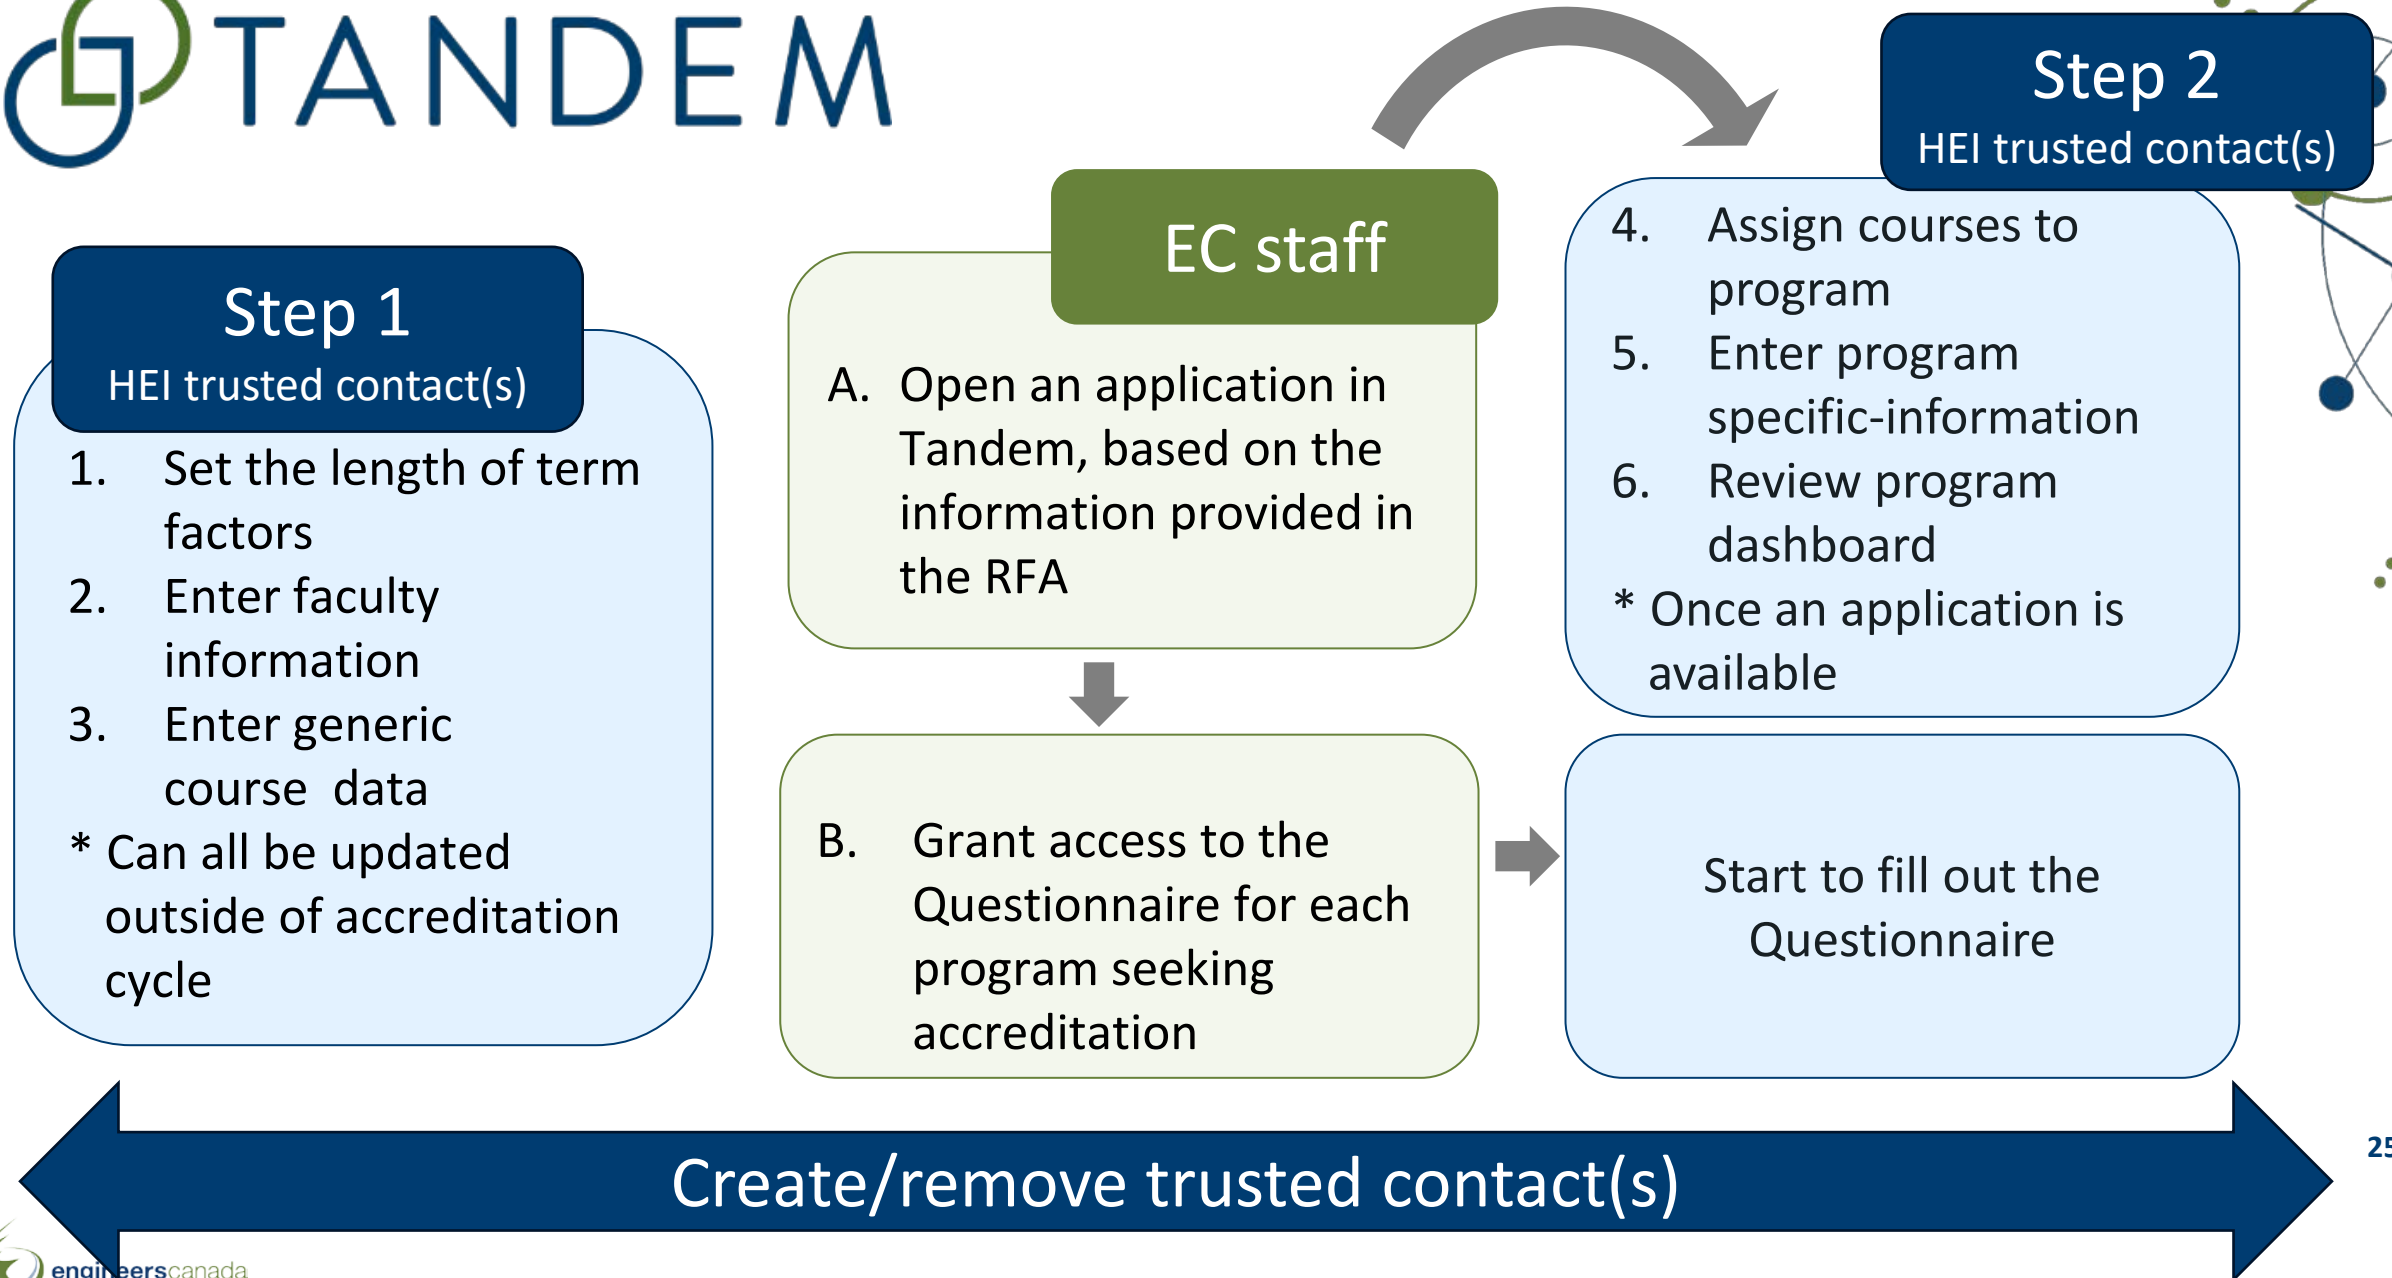 TANDEM
Step 1
HEI trusted contact(s)
1. Set the length of term
factors
2. Enter faculty
information
3. Enter generic
course  data
* Can all be updated
outside of accreditation
cycle
EC staff
A. Open an application in
Tandem, based on the
information provided in
the RFA
B. Grant access to the
Questionnaire for each
program seeking
accreditation
Step 2
HEI trusted contact(s)
4. Assign courses to
program
5. Enter program
specific-information
6. Review program
dashboard
* Once an application is
available
Start to fill out the
Questionnaire
Create/remove trusted contact(s)
25
engineerscanada